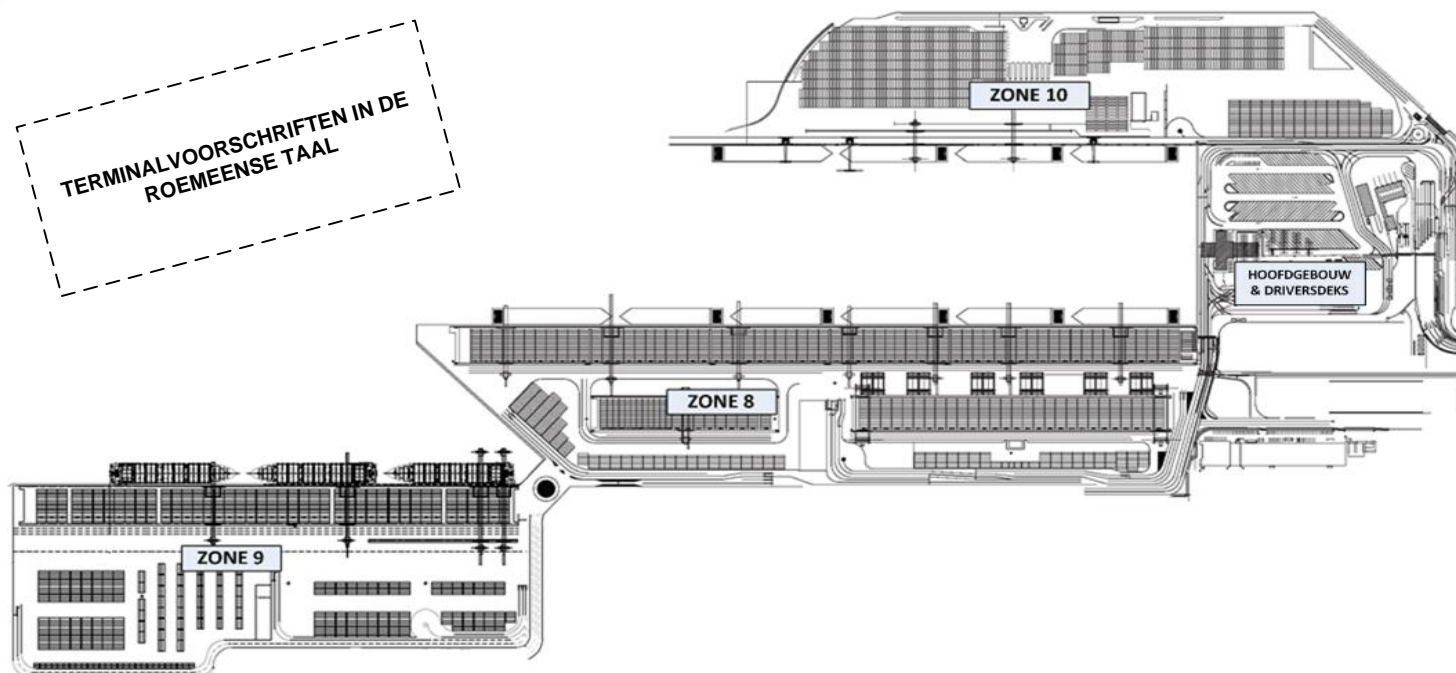 TERMINALVOORSCHRIFTEN IN DE
ROEMEENSE TAAL
ZONE 10
HOOFDGEBOUW
& DRIVERSDEKS
ZONE 8
ZONE 9